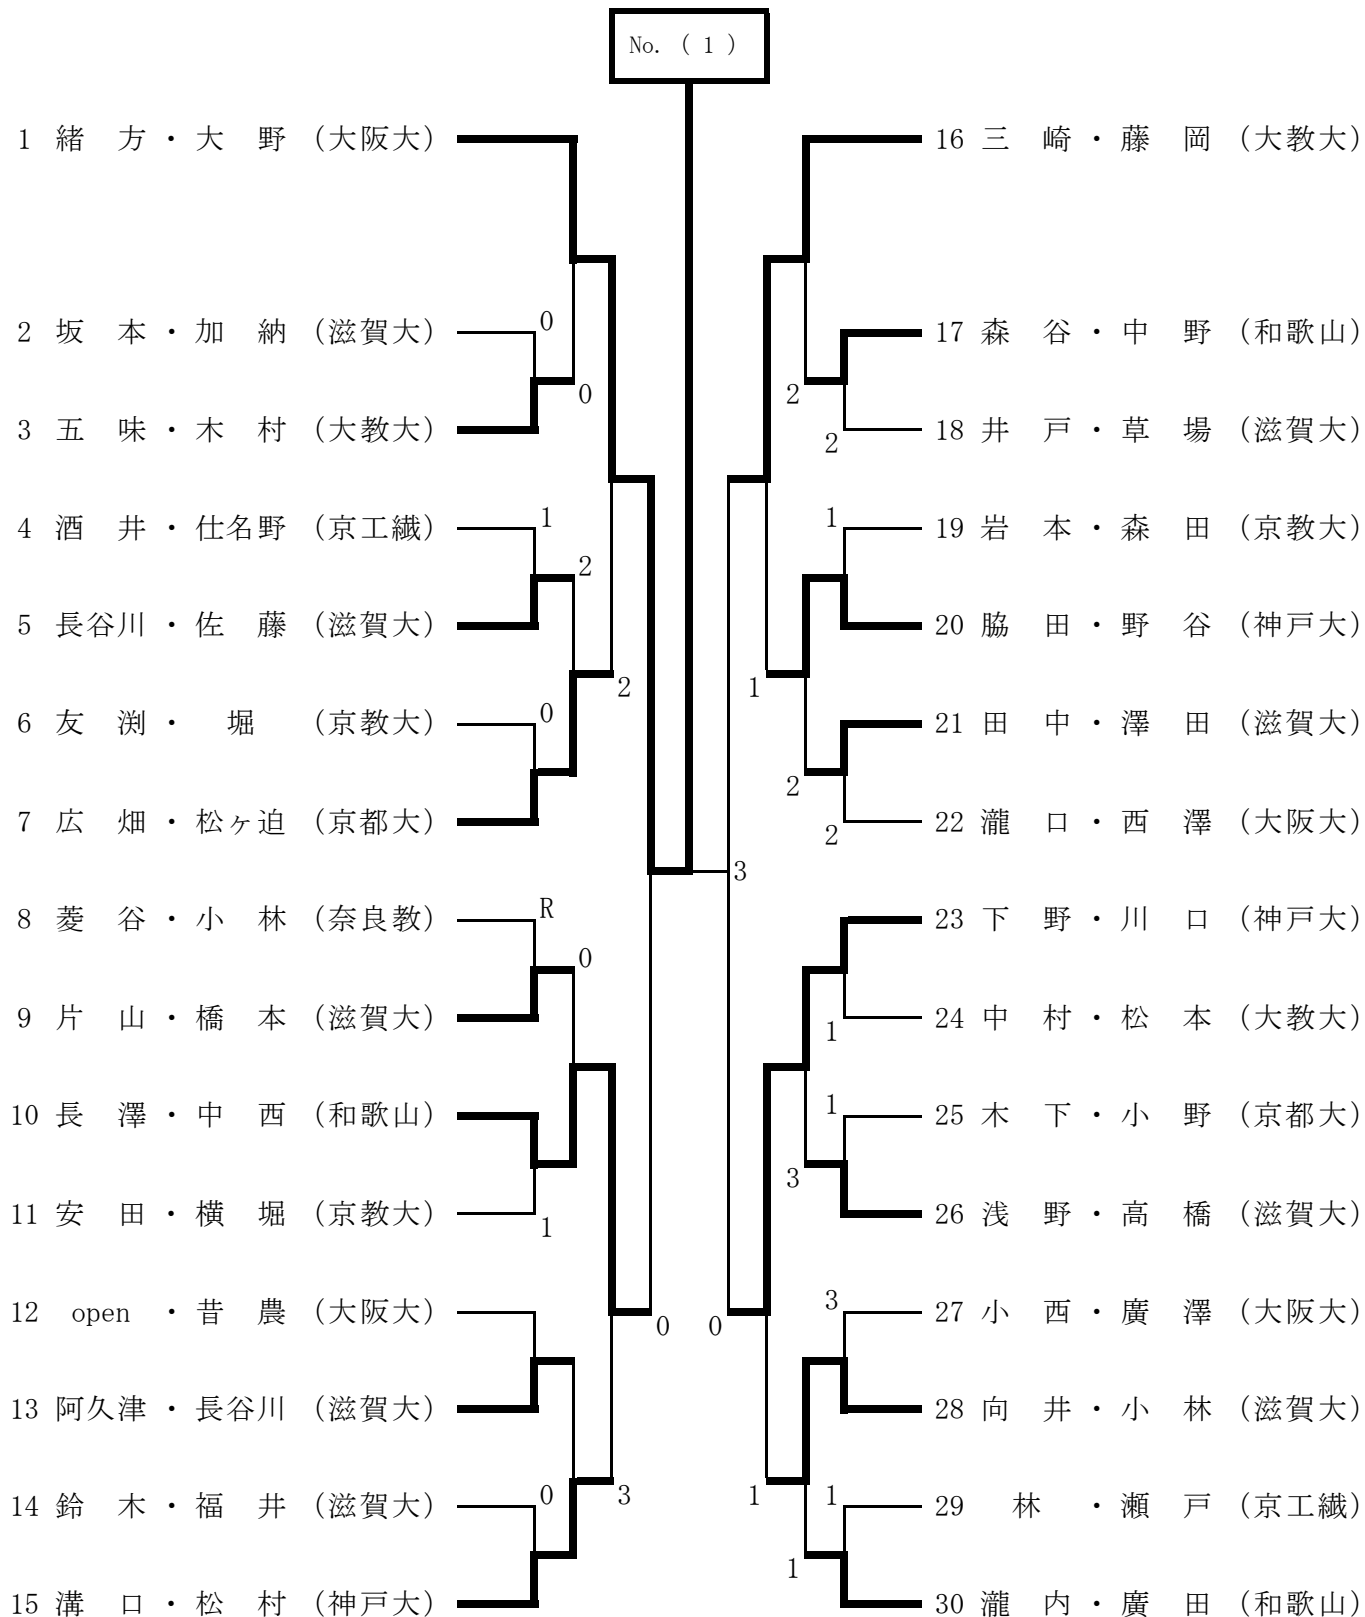 No. ( 1 )
1 緒 方 ・ 大 野 (大阪大)
0
2 坂 本 ・ 加 納 (滋賀大)
0
3 五 味 ・ 木 村 (大教大)
1
4 酒 井 ・ 仕名野 (京工繊)
2
5 長谷川 ・ 佐 藤 (滋賀大)
2
0
6 友 渕 ・ 堀 (京教大)
7 広 畑 ・ 松ヶ迫 (京都大)
R
8 菱 谷 ・ 小 林 (奈良教)
0
9 片 山 ・ 橋 本 (滋賀大)
10 長 澤 ・ 中 西 (和歌山)
11 安 田 ・ 横 堀 (京教大)
1
12 open ・ 昔 農 (大阪大)
0
13 阿久津 ・ 長谷川 (滋賀大)
0
3
14 鈴 木 ・ 福 井 (滋賀大)
15 溝 口 ・ 松 村 (神戸大)
3
16 三 崎 ・ 藤 岡 (大教大)
17 森 谷 ・ 中 野 (和歌山)
2
18 井 戸 ・ 草 場 (滋賀大)
2
1
19 岩 本 ・ 森 田 (京教大)
20 脇 田 ・ 野 谷 (神戸大)
1
21 田 中 ・ 澤 田 (滋賀大)
2
22 瀧 口 ・ 西 澤 (大阪大)
2
23 下 野 ・ 川 口 (神戸大)
24 中 村 ・ 松 本 (大教大)
1
1
25 木 下 ・ 小 野 (京都大)
3
26 浅 野 ・ 高 橋 (滋賀大)
3
27 小 西 ・ 廣 澤 (大阪大)
0
28 向 井 ・ 小 林 (滋賀大)
1
1
29 林 ・ 瀬 戸 (京工繊)
1
30 瀧 内 ・ 廣 田 (和歌山)